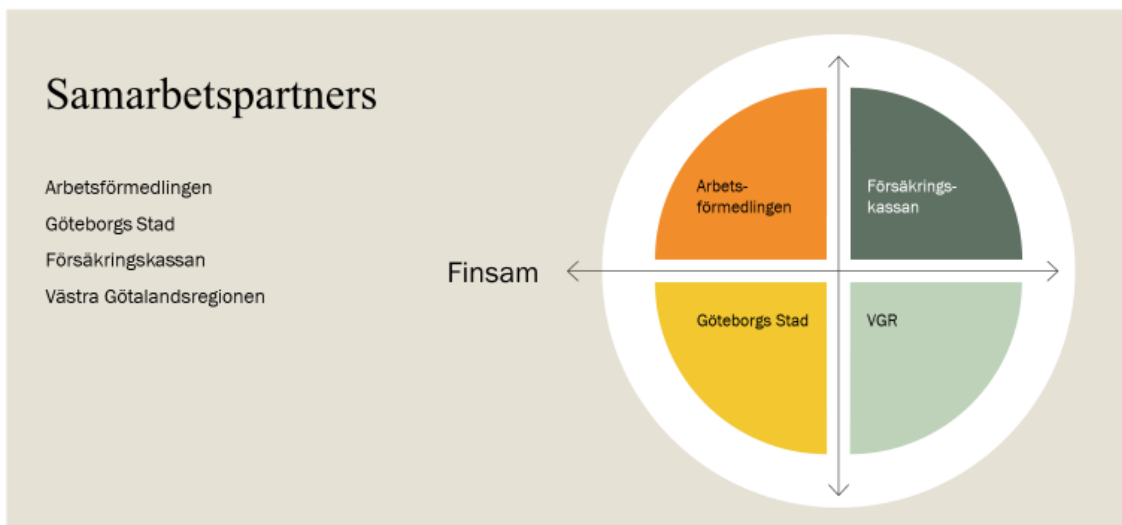 Samarbetspartners
Arbetsförmedlingen
Göteborgs Stad
Försäkringskassan
Västra Götalandsregionen
Finsam
Arbets-
förmedlingen
Försäkrings-
kassan
Göteborgs Stad
VGR